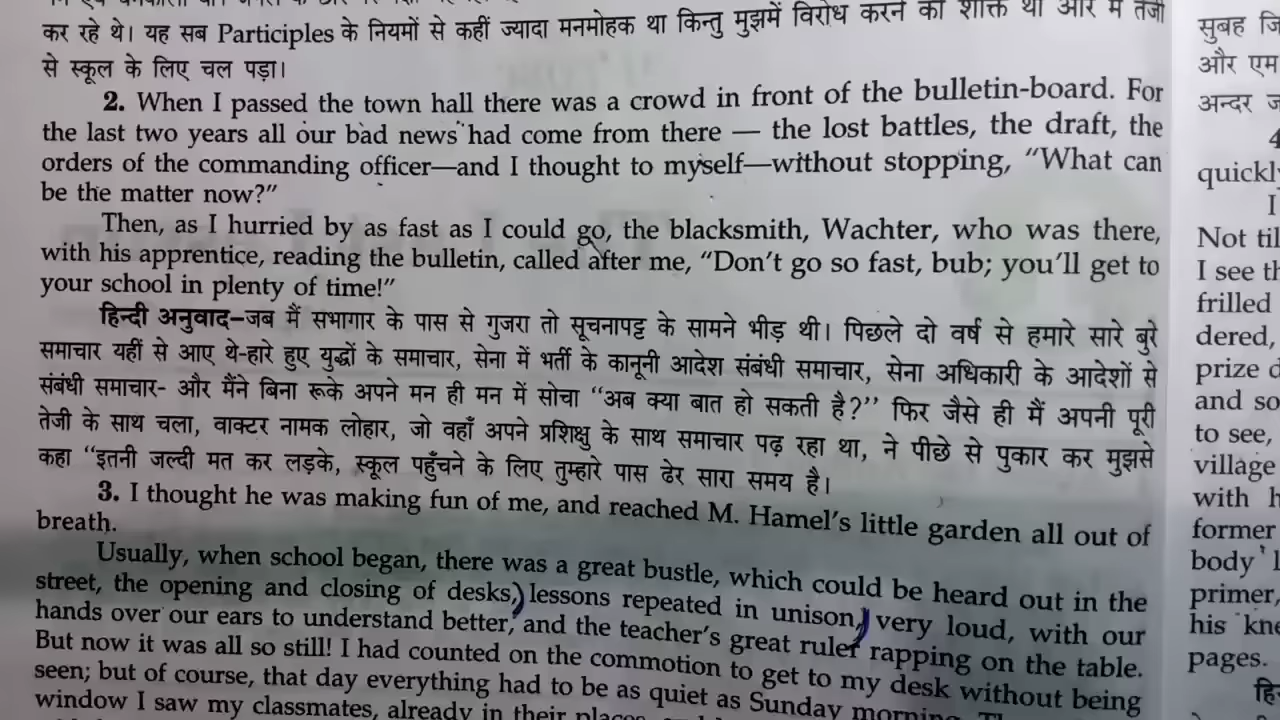 कर रहे थे। यह सब Participles के नियमों से कहीं ज्यादा मनमोहक था किन्तु मुझमें विरोध करने की शक्ति थी और मैं तेजी
से स्कूल के लिए चल पड़ा।
2. When I passed the town hall there was a crowd in front of the bulletin-board. For
the last two years all our bad news had come from there — the lost battles, the draft, the
orders of the commanding officer—and I thought to myself—without stopping, “What can
be the matter now?”
Then, as I hurried by as fast as I could go, the blacksmith, Wachter, who was there,
with his apprentice, reading the bulletin, called after me, “Don’t go so fast, bub; you’ll get to
your school in plenty of time!”
हिन्दी अनुवाद–जब मैं सभागार के पास से गुजरा तो सूचनापट्ट के सामने भीड़ थी। पिछले दो वर्ष से हमारे सारे बुरे
समाचार यहीं से आए थे-हारे हुए युद्धों के समाचार, सेना में भर्ती के कानूनी आदेश संबंधी समाचार, सेना अधिकारी के आदेशों से
संबंधी समाचार- और मैंने बिना रूके अपने मन ही मन में सोचा “अब क्या बात हो सकती है?’’ फिर जैसे ही मैं अपनी पूरी
तेजी के साथ चला, वाक्टर नामक लोहार, जो वहाँ अपने प्रशिक्षु के साथ समाचार पढ़ रहा था, ने पीछे से पुकार कर मुझसे
कहा “इतनी जल्दी मत कर लड़के, स्कूल पहुँचने के लिए तुम्हारे पास ढेर सारा समय है।
3. I thought he was making fun of me, and reached M. Hamel’s little garden all out of
breath.
Usually, when school began, there was a great bustle, which could be heard out in the
street, the opening and closing of desks, lessons repeated in unison, very loud, with our
hands over our ears to understand better, and the teacher’s great ruler rapping on the table.
But now it was all so still! I had counted on the commotion to get to my desk without being
seen; but of course, that day everything had to be as quiet as Sunday morning.
window I saw my classmates, already in their places,
सुबह
और एम
अन्दर
4
quickly
I
Not til
I see th
frilled
dered,
prize d
and so
to see,
village
with h
former
body
primer,
his kne
pages.